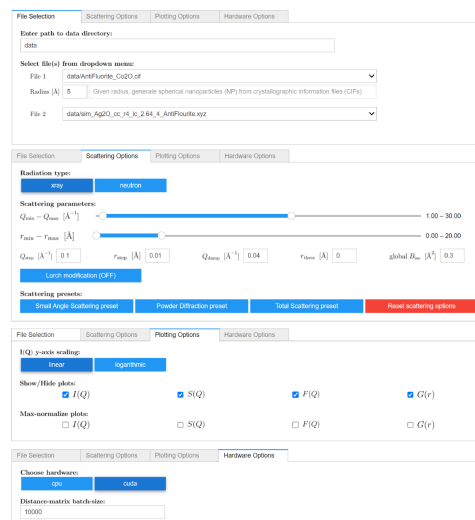 File Selection Scattering Options Plotting Options Hardware Options
Enter path to data directory:
data
Select file(s) from dropdown menu:
File 1 data/AntiFluorite_Co2O.cif
Radius [Å] 5 Given radius, generate spherical nanoparticles (NP) from crystallographic information files (CIFs)
File 2 data/sim_Ag2O_cc_r4_lc_2.64_4_AntiFlourite.xyz
File Selection Scattering Options Plotting Options Hardware Options
Radiation type:
xray neutron
Scattering parameters:
Qmin − Qmax [Å⁻¹] 1.00 – 30.00
rmin − rmax [Å] 0.00 – 20.00
Qstep [Å⁻¹] 0.1 rstep [Å] 0.01 Qdamp [Å⁻¹] 0.04 rthres [Å] 0 global Biso [Å²] 0.3
Lorch modification (OFF)
Scattering presets:
Small Angle Scattering preset Powder Diffraction preset Total Scattering preset Reset scattering options
File Selection Scattering Options Plotting Options Hardware Options
I(Q) y-axis scaling:
linear logarithmic
Show/Hide plots:
I(Q) S(Q) F(Q) G(r)
Max-normalize plots:
I(Q) S(Q) F(Q) G(r)
File Selection Scattering Options Plotting Options Hardware Options
Choose hardware:
cpu cuda
Distance-matrix batch-size:
10000